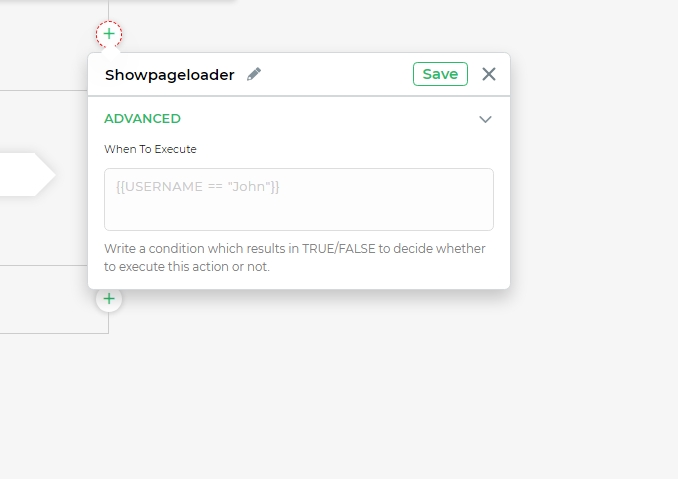 Showpageloader
Save
ADVANCED
When To Execute
{{USERNAME == "John"}}
Write a condition which results in TRUE/FALSE to decide whether
to execute this action or not.